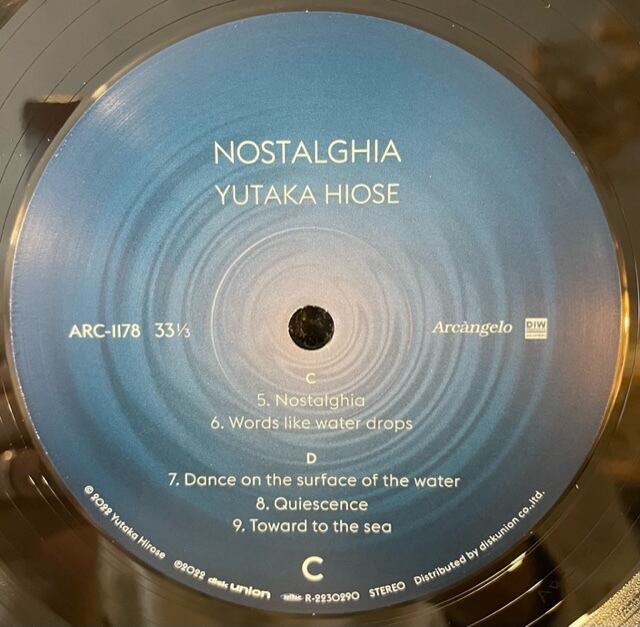 NOSTALGHIA
YUTAKA HIOSE
ARC-1178 33⅓
Arcàngelo DIW
C
5. Nostalghia
6. Words like water drops
D
7. Dance on the surface of the water
8. Quiescence
9. Toward to the sea
C
© 2022 Yutaka Hirose ℗2022 disk union R-2230290 STEREO Distributed by diskunion co.,ltd.